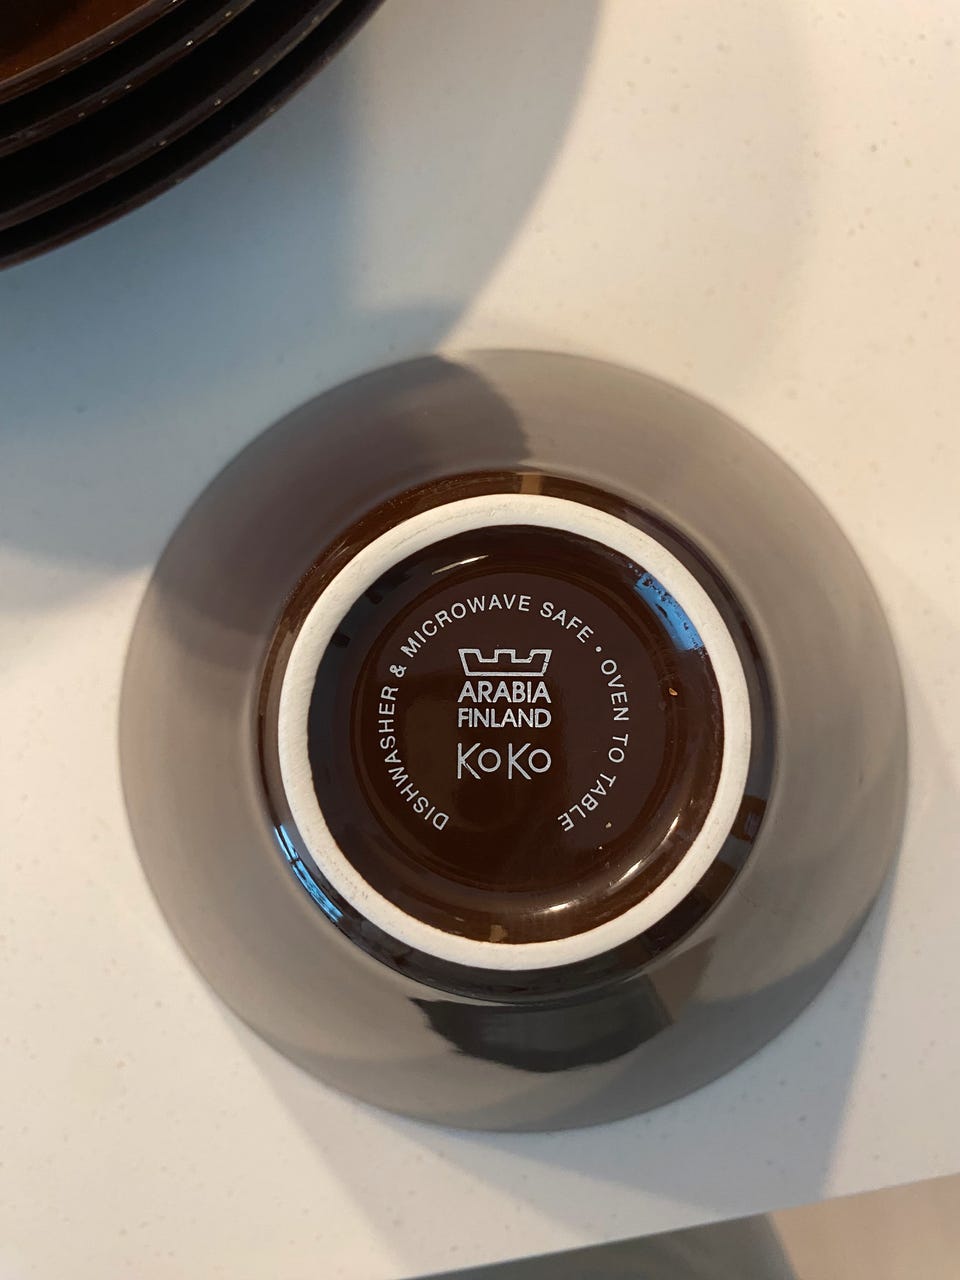 DISHWASHER & MICROWAVE SAFE • OVEN TO TABLE
ARABIA
FINLAND
KoKo